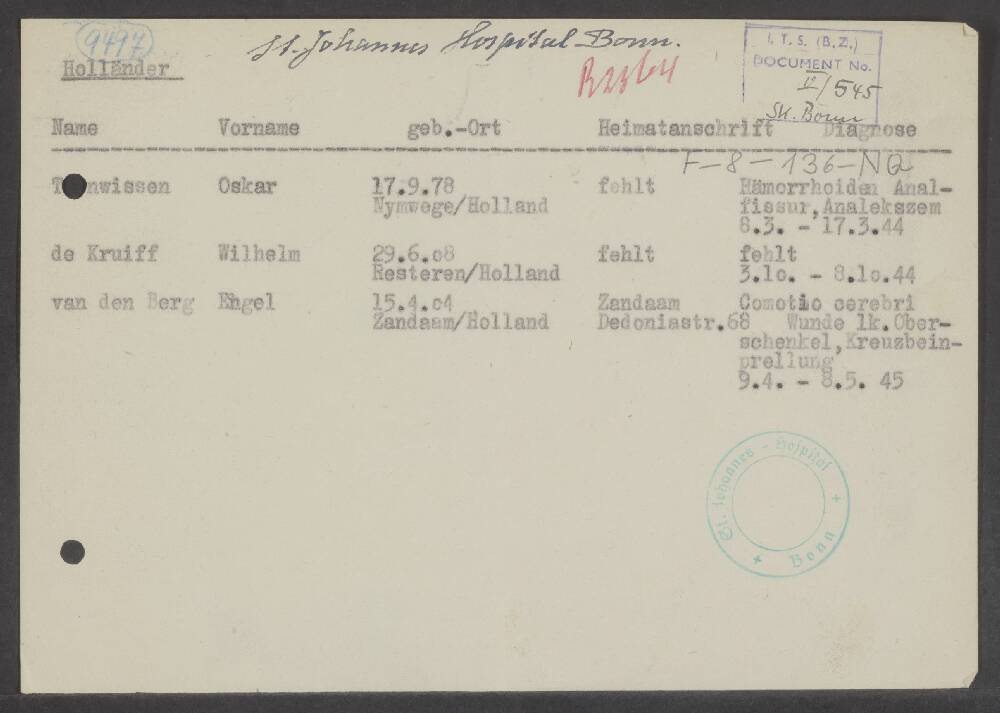 9497
St. Johannes Hospital Bonn.
I. T. S. (B.Z.)
DOCUMENT No.
/545
SK. Bonn
Holländer
Name Vorname geb.-Ort Heimatanschrift Diagnose
F-8-136-NQ
Oskar 17.9.78 fehlt Hämorrhoiden Anal-
Nymwege/Holland fissur,Analekszem
8.3. - 17.3.44
de Kruiff Wilhelm 29.6.08 fehlt fehlt
Resteren/Holland 3.10. - 8.10.44
van den Berg Engel 15.4.04 Zandaam Comotio cerebri
Zandaam/Holland Dedoniastr.68 Wunde lk.Ober-
schenkel,Kreuzbein-
prellung
9.4. - 8.5. 45
St. Johannes - Hospital
+ Bonn +